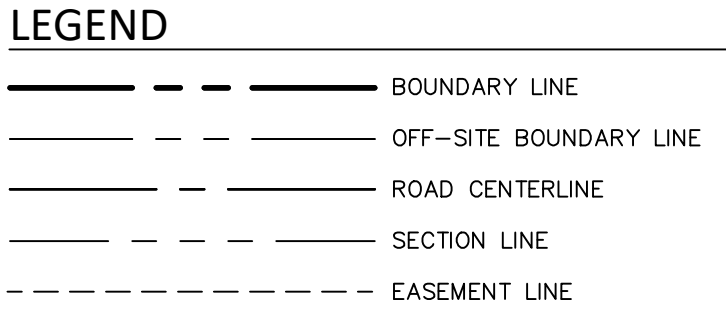 LEGEND
BOUNDARY LINE
OFF-SITE BOUNDARY LINE
ROAD CENTERLINE
SECTION LINE
EASEMENT LINE